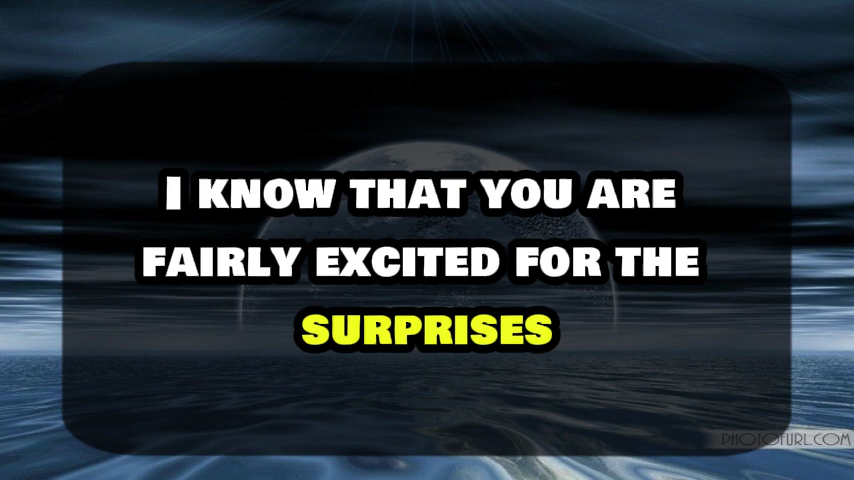 I KNOW THAT YOU ARE
FAIRLY EXCITED FOR THE
SURPRISES
PHOTOFURL.COM